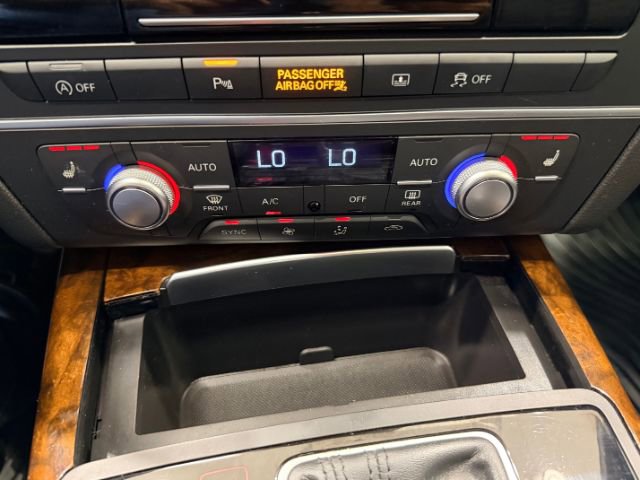 (A) OFF
P
PASSENGER
AIRBAG OFF
OFF
AUTO
LO LO
AUTO
FRONT
A/C
OFF
REAR
SYNC